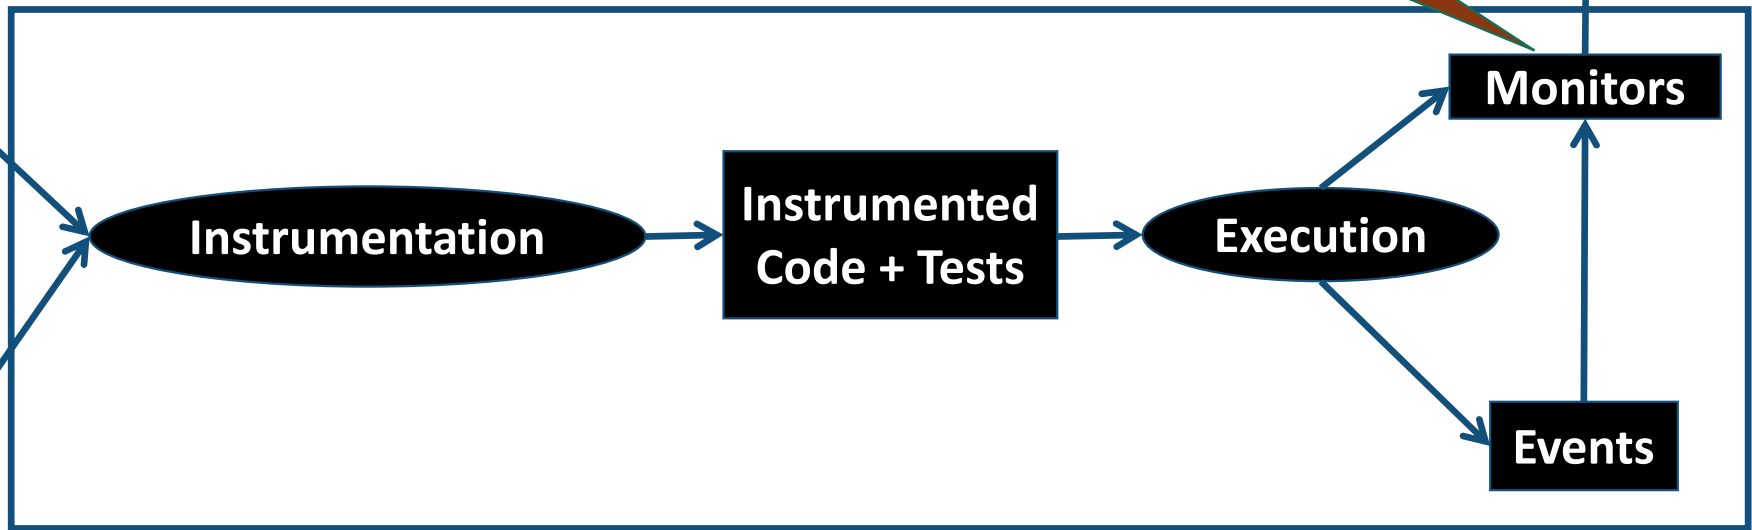 Monitors
Instrumentation
Instrumented
Code + Tests
Execution
Events